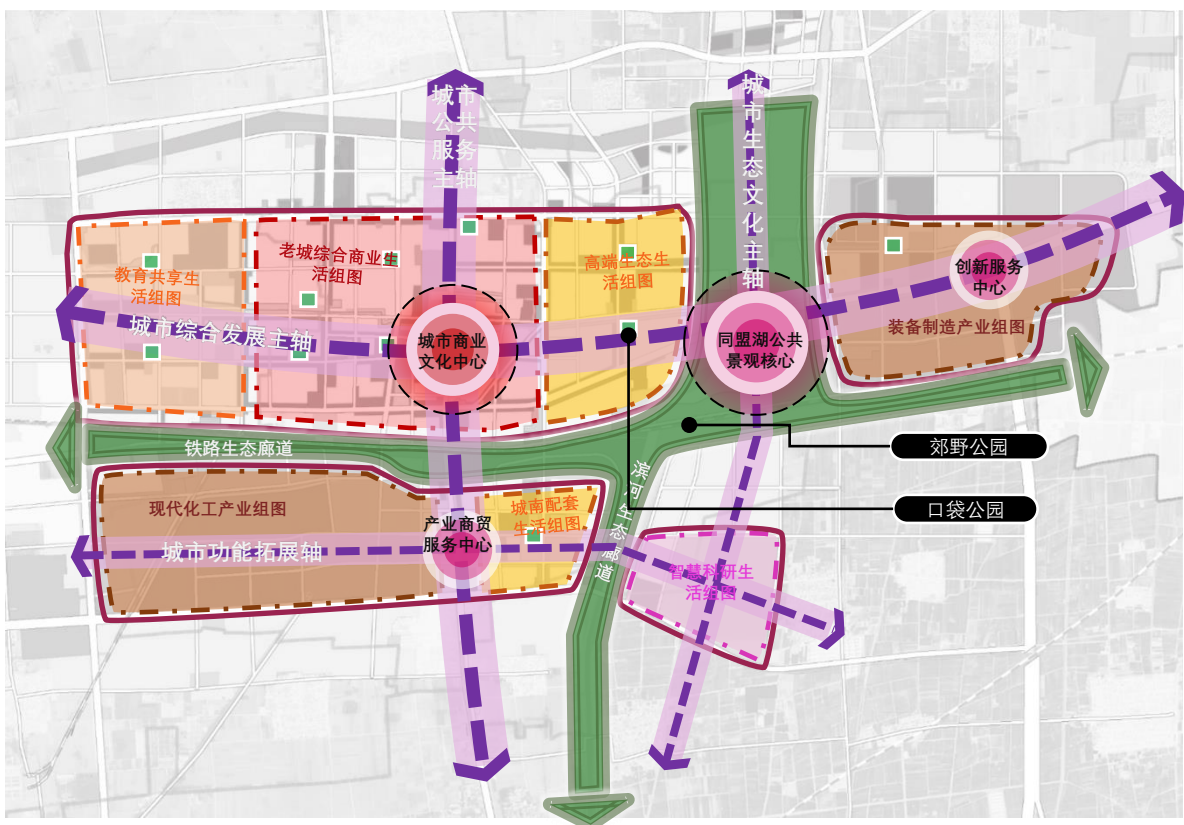 城市
公共
服务
主轴
城市生态文化主轴
教育共享生
活组图
老城综合商业生
活组图
高端生态生
活组图
创新服务
中心
装备制造产业组图
城市综合发展主轴
城市商业
文化中心
同盟湖公共
景观核心
铁路生态廊道
郊野公园
滨河生态廊道
口袋公园
现代化工产业组图
城南配套
生活组图
产业商贸
服务中心
城市功能拓展轴
智慧科研生
活组图